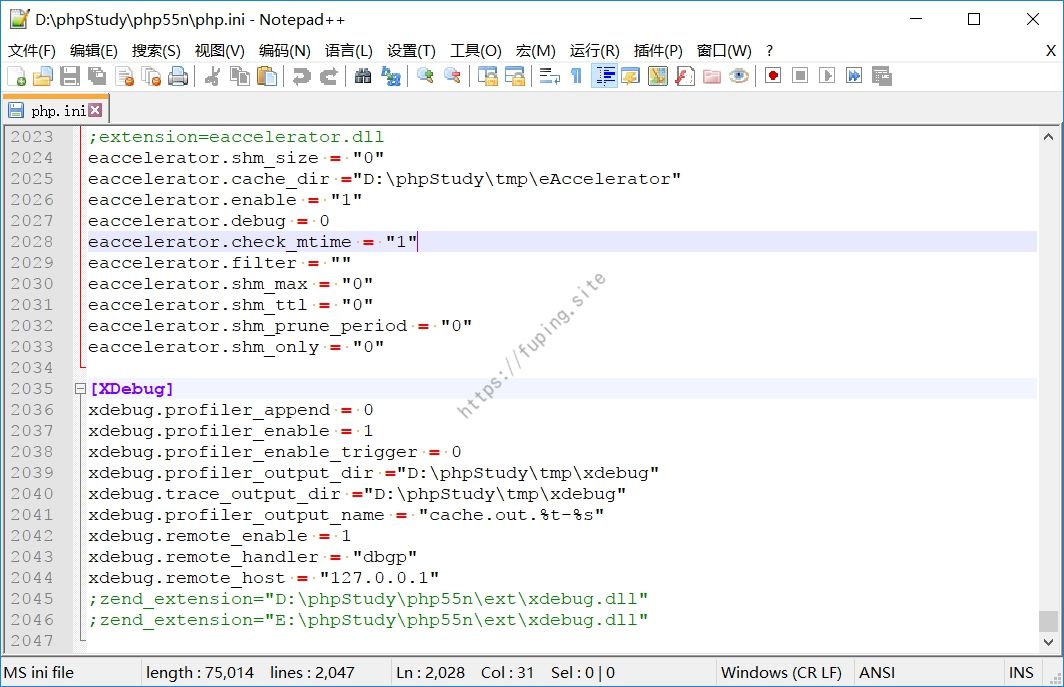 D:\phpStudy\php55n\php.ini - Notepad++
文件(F) 编辑(E) 搜索(S) 视图(V) 编码(N) 语言(L) 设置(T) 工具(O) 宏(M) 运行(R) 插件(P) 窗口(W) ? X
php.ini
2023 ;extension=eaccelerator.dll
2024 eaccelerator.shm_size = "0"
2025 eaccelerator.cache_dir ="D:\phpStudy\tmp\eAccelerator"
2026 eaccelerator.enable = "1"
2027 eaccelerator.debug = 0
2028 eaccelerator.check_mtime = "1"
2029 eaccelerator.filter = ""
2030 eaccelerator.shm_max = "0"
2031 eaccelerator.shm_ttl = "0"
2032 eaccelerator.shm_prune_period = "0"
2033 eaccelerator.shm_only = "0"
2034
2035 [XDebug]
2036 xdebug.profiler_append = 0
2037 xdebug.profiler_enable = 1
2038 xdebug.profiler_enable_trigger = 0
2039 xdebug.profiler_output_dir ="D:\phpStudy\tmp\xdebug"
2040 xdebug.trace_output_dir ="D:\phpStudy\tmp\xdebug"
2041 xdebug.profiler_output_name = "cache.out.%t-%s"
2042 xdebug.remote_enable = 1
2043 xdebug.remote_handler = "dbgp"
2044 xdebug.remote_host = "127.0.0.1"
2045 ;zend_extension="D:\phpStudy\php55n\ext\xdebug.dll"
2046 ;zend_extension="E:\phpStudy\php55n\ext\xdebug.dll"
2047
https://fuping.site
MS ini file length : 75,014 lines : 2,047 Ln : 2,028 Col : 31 Sel : 0 | 0 Windows (CR LF) ANSI INS